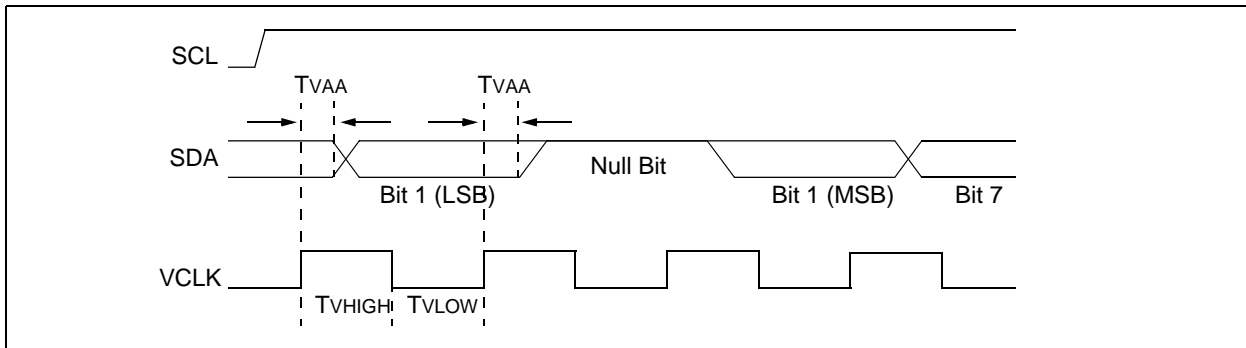 SCL
TVAA TVAA
SDA
Null Bit
Bit 1 (LSB) Bit 1 (MSB) Bit 7
VCLK
TVHIGH TVLOW